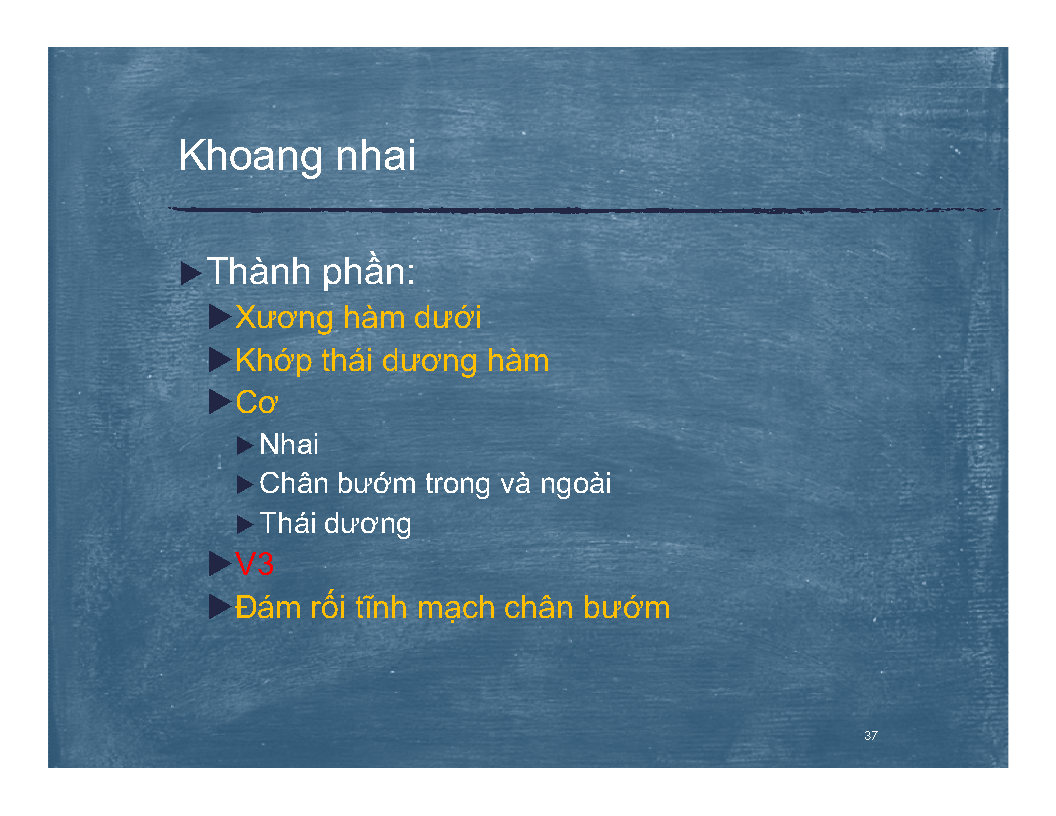 Khoang nhai
Thành phần:
Xương hàm dưới
Khớp thái dương hàm
Cơ
Nhai
Chân bướm trong và ngoài
Thái dương
V3
Đám rối tĩnh mạch chân bướm
37